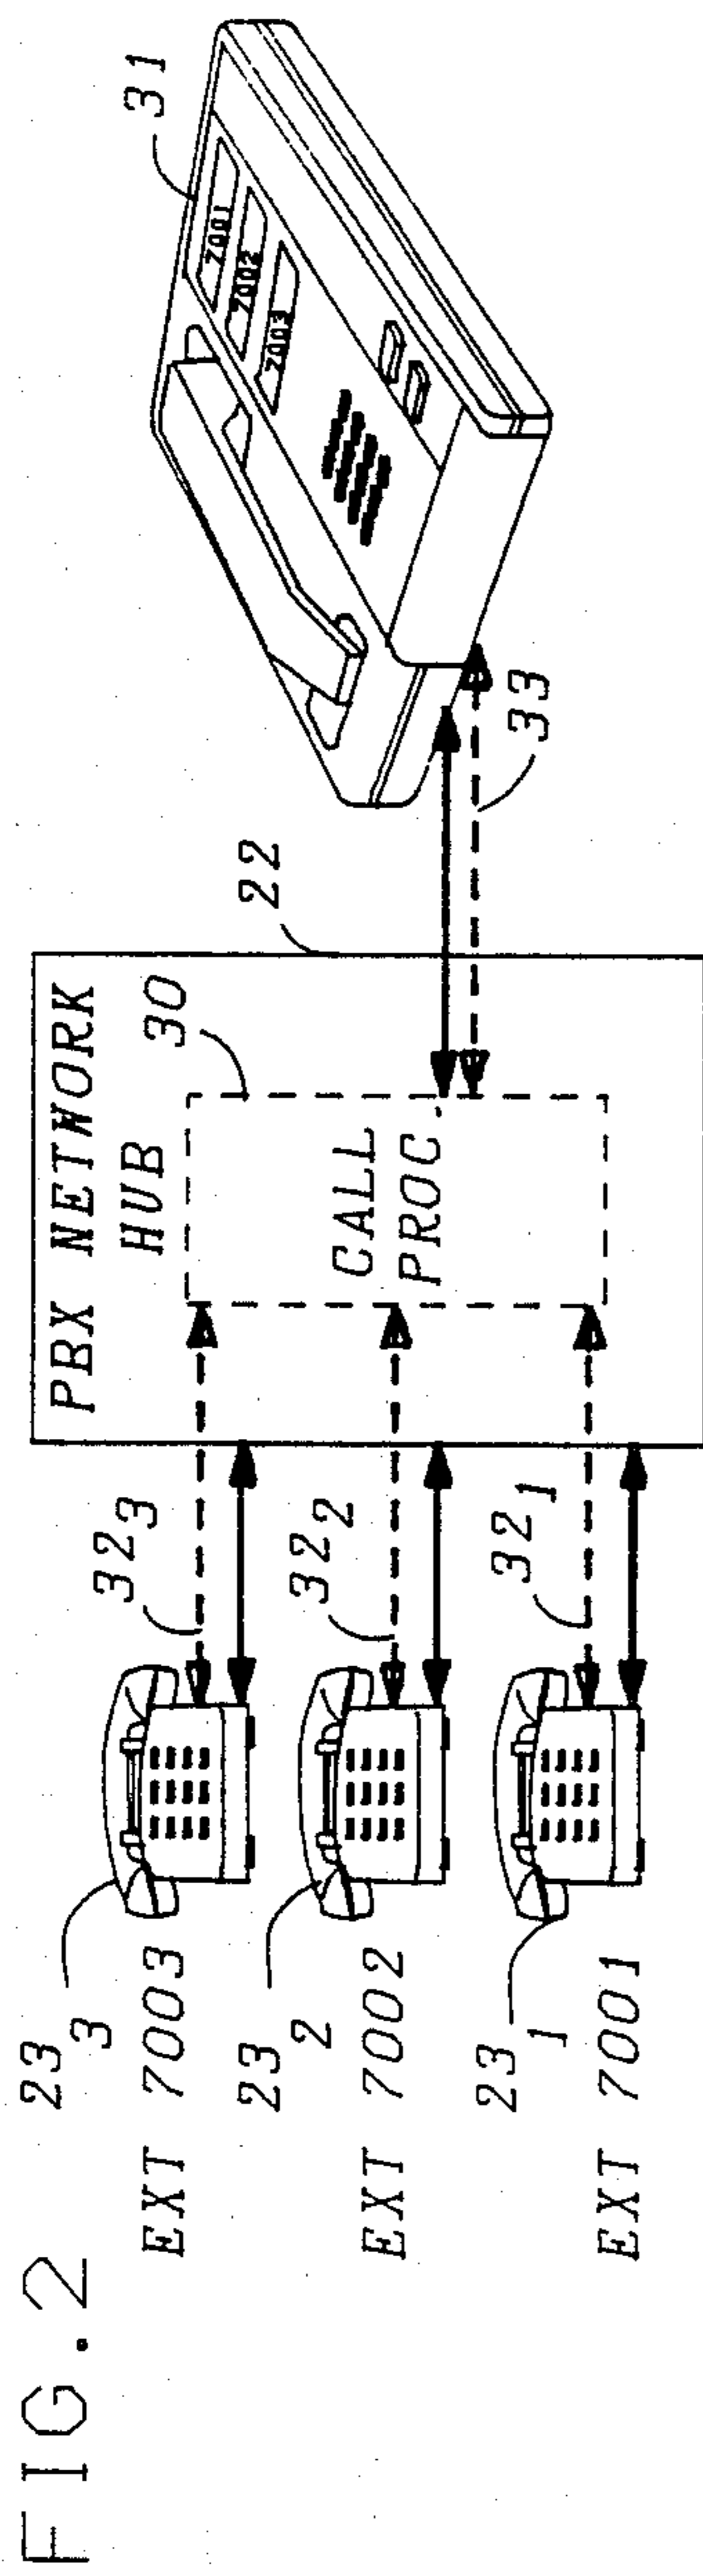 FIG.2
PBX NETWORK
HUB
CALL
PROC.
30
22
31
33
32 3
32 2
32 1
23 3
EXT 7003
23 2
EXT 7002
23 1
EXT 7001
7001
7002
7003